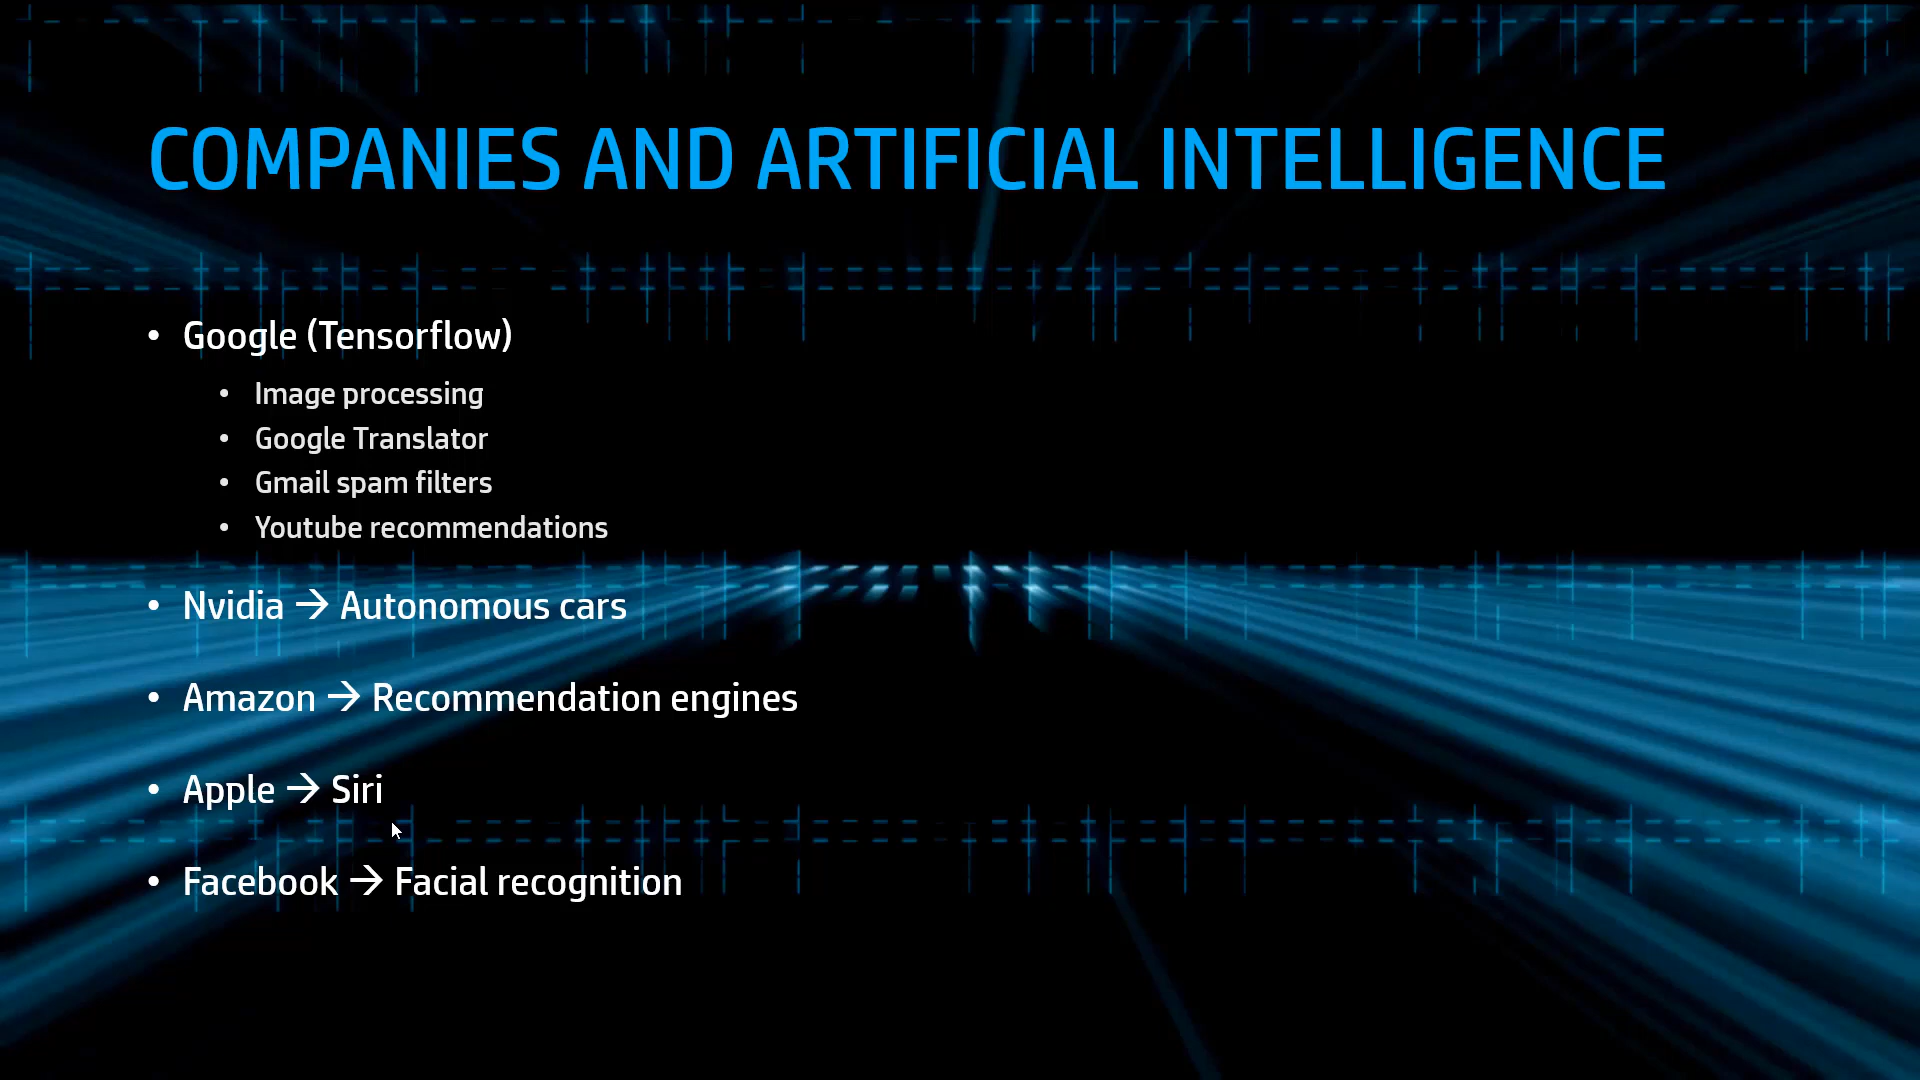 COMPANIES AND ARTIFICIAL INTELLIGENCE
• Google (Tensorflow)
• Image processing
• Google Translator
• Gmail spam filters
• Youtube recommendations
• Nvidia → Autonomous cars
• Amazon → Recommendation engines
• Apple → Siri
• Facebook → Facial recognition